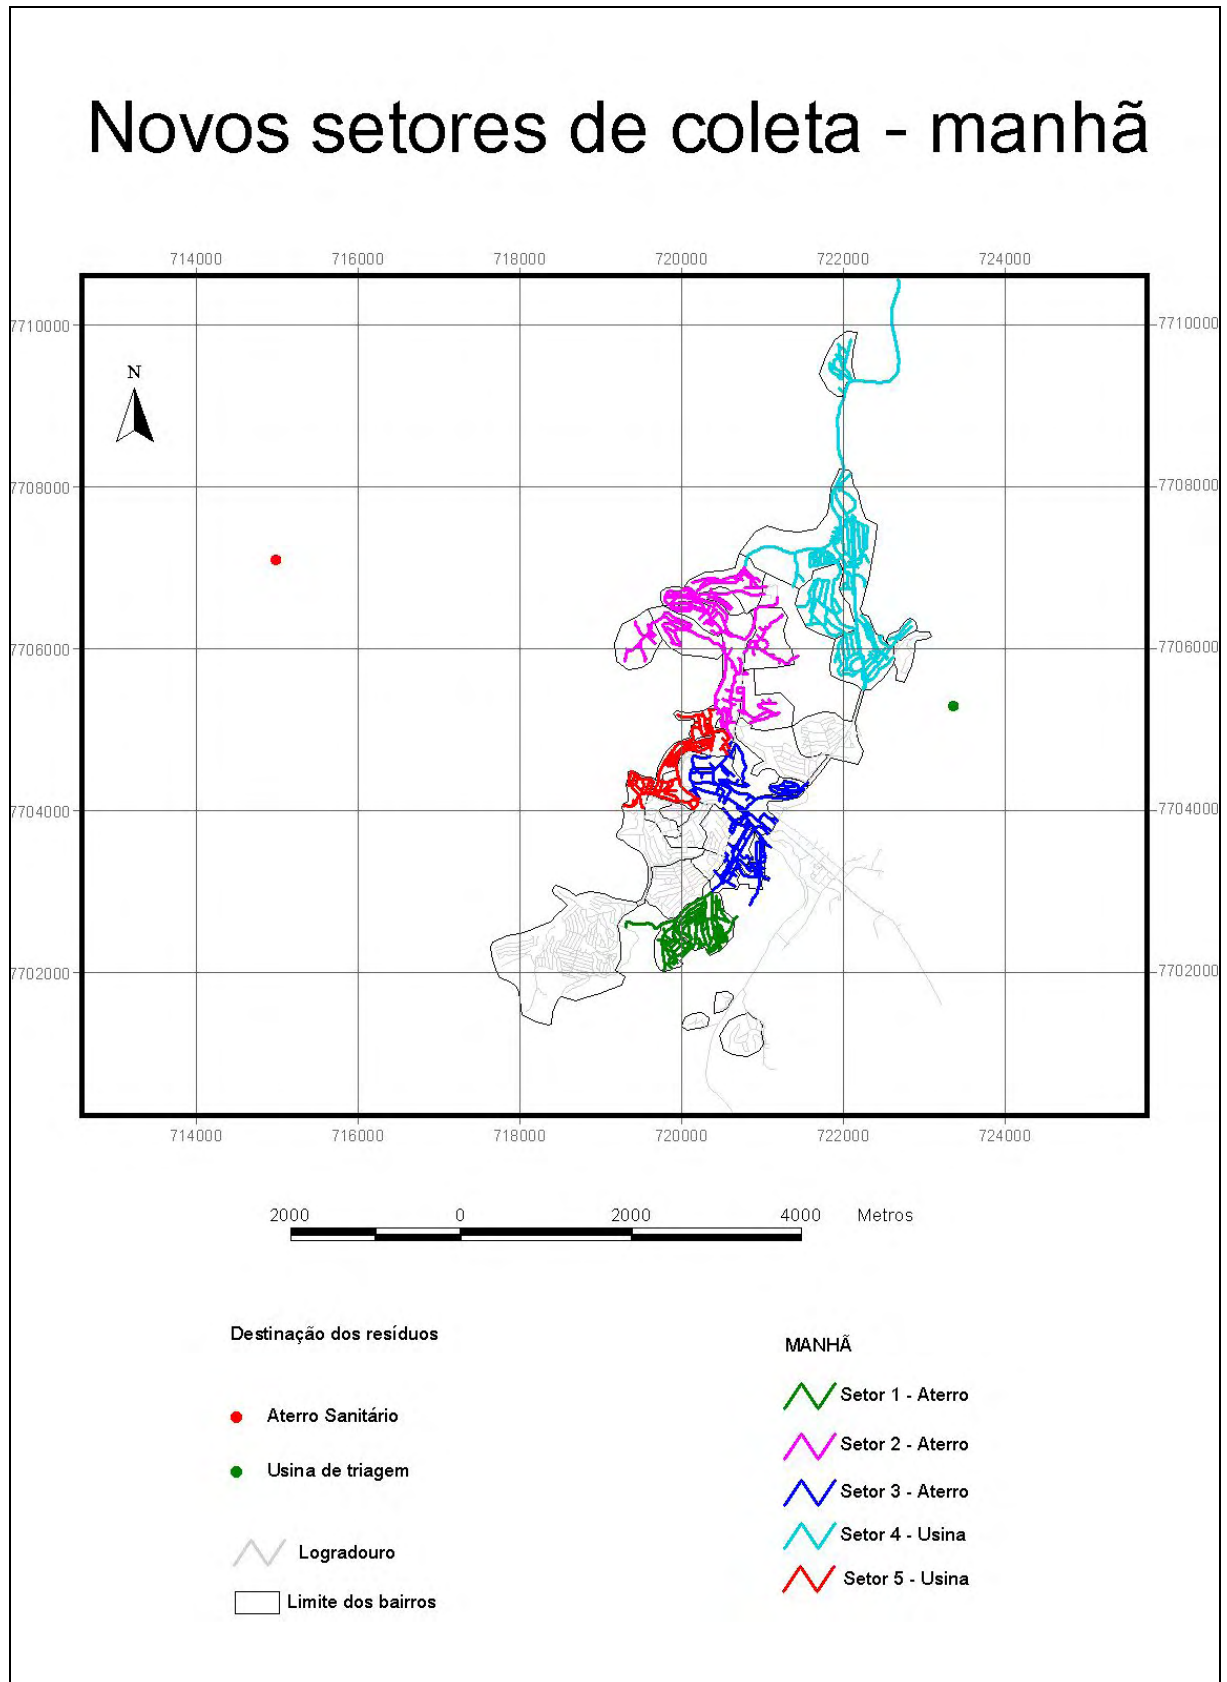 Novos setores de coleta - manhã
714000 716000 718000 720000 722000 724000
7710000 7710000
N
7708000 7708000
7706000 7706000
7704000 7704000
7702000 7702000
714000 716000 718000 720000 722000 724000
2000 0 2000 4000 Metros
Destinação dos resíduos
Aterro Sanitário
Usina de triagem
Logradouro
Limite dos bairros
MANHÃ
Setor 1 - Aterro
Setor 2 - Aterro
Setor 3 - Aterro
Setor 4 - Usina
Setor 5 - Usina